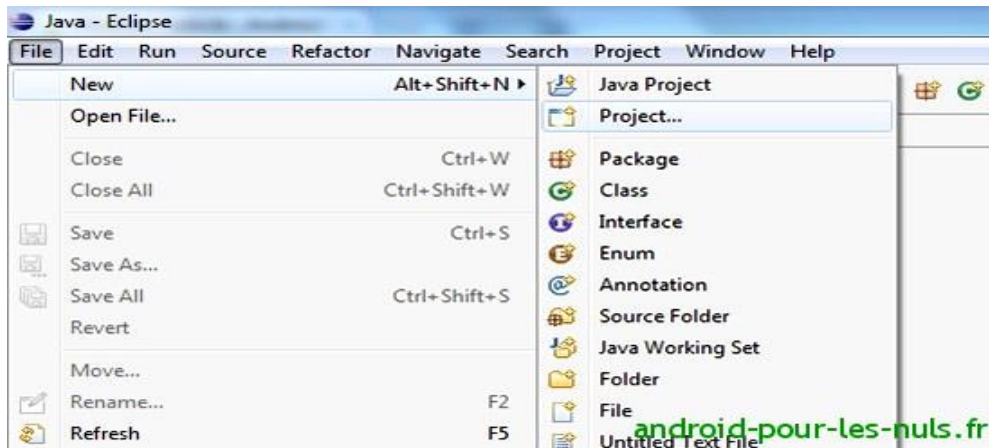 Java - Eclipse
File Edit Run Source Refactor Navigate Search Project Window Help
New Alt+Shift+N
Open File...
Close Ctrl+W
Close All Ctrl+Shift+W
Save Ctrl+S
Save As...
Save All Ctrl+Shift+S
Revert
Move...
Rename... F2
Refresh F5
Java Project
Project...
Package
Class
Interface
Enum
Annotation
Source Folder
Java Working Set
Folder
File
Untitled Text File
android-pour-les-nuls.fr